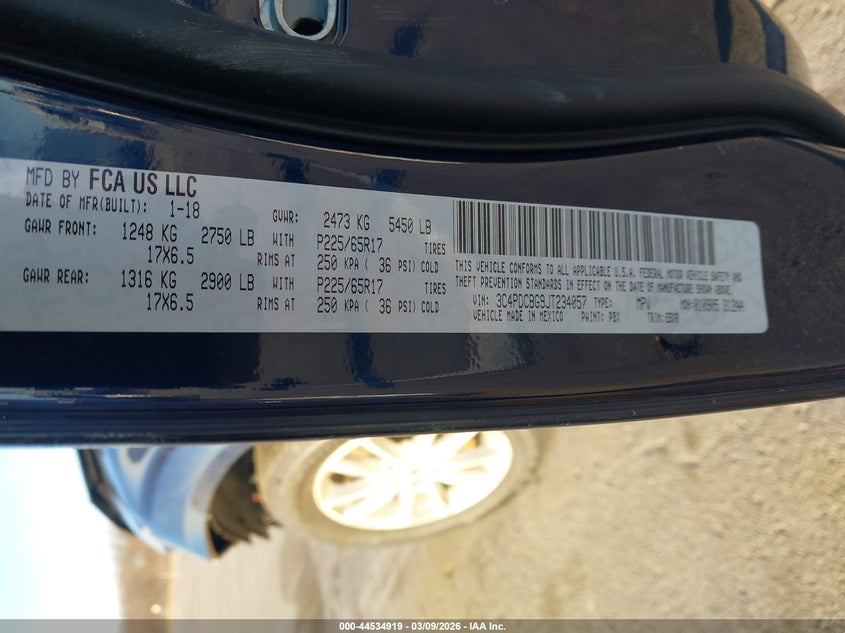 MFD BY FCA US LLC
DATE OF MFR(BUILT): 1-18
GVWR: 2473 KG 5450 LB
GAWR FRONT: 1248 KG 2750 LB WITH P225/65R17 TIRES
17X6.5 RIMS AT 250 KPA ( 36 PSI) COLD
GAWR REAR: 1316 KG 2900 LB WITH P225/65R17 TIRES
17X6.5 RIMS AT 250 KPA ( 36 PSI) COLD
THIS VEHICLE CONFORMS TO ALL APPLICABLE U.S.A. FEDERAL MOTOR VEHICLE SAFETY AND
THEFT PREVENTION STANDARDS IN EFFECT ON THE DATE OF MANUFACTURE SHOWN ABOVE.
VIN: 3C4PDCBG9JT234057 TYPE: MPV
VEHICLE MADE IN MEXICO PAINT: PBX TRIM:
000-44534919 - 03/09/2026 - IAA Inc.